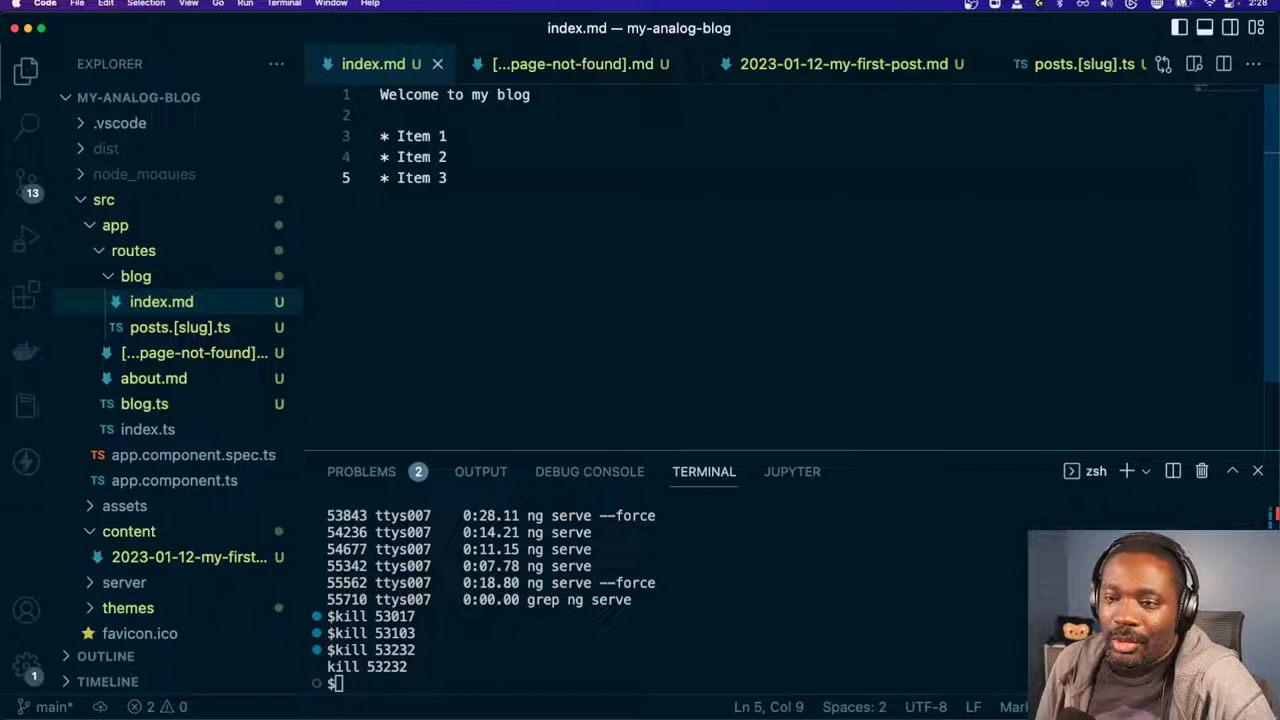 Code File Edit Selection View Go Run Terminal Window Help 2:28
index.md — my-analog-blog
EXPLORER
index.md U
[...page-not-found].md U
2023-01-12-my-first-post.md U
posts.[slug].ts U
MY-ANALOG-BLOG
.vscode
dist
node_modules
src
app
routes
blog
index.md U
posts.[slug].ts U
[...page-not-found]... U
about.md U
blog.ts U
index.ts
app.component.spec.ts
app.component.ts
assets
content
2023-01-12-my-first... U
server
themes
favicon.ico
OUTLINE
TIMELINE
13
1
1 Welcome to my blog
2
3 * Item 1
4 * Item 2
5 * Item 3
PROBLEMS 2 OUTPUT DEBUG CONSOLE TERMINAL JUPYTER zsh
53843 ttys007 0:28.11 ng serve --force
54236 ttys007 0:14.21 ng serve
54677 ttys007 0:11.15 ng serve
55342 ttys007 0:07.78 ng serve
55562 ttys007 0:18.80 ng serve --force
55710 ttys007 0:00.00 grep ng serve
$kill 53017
$kill 53103
$kill 53232
kill 53232
$
main* 2 0 Ln 5, Col 9 Spaces: 2 UTF-8 LF